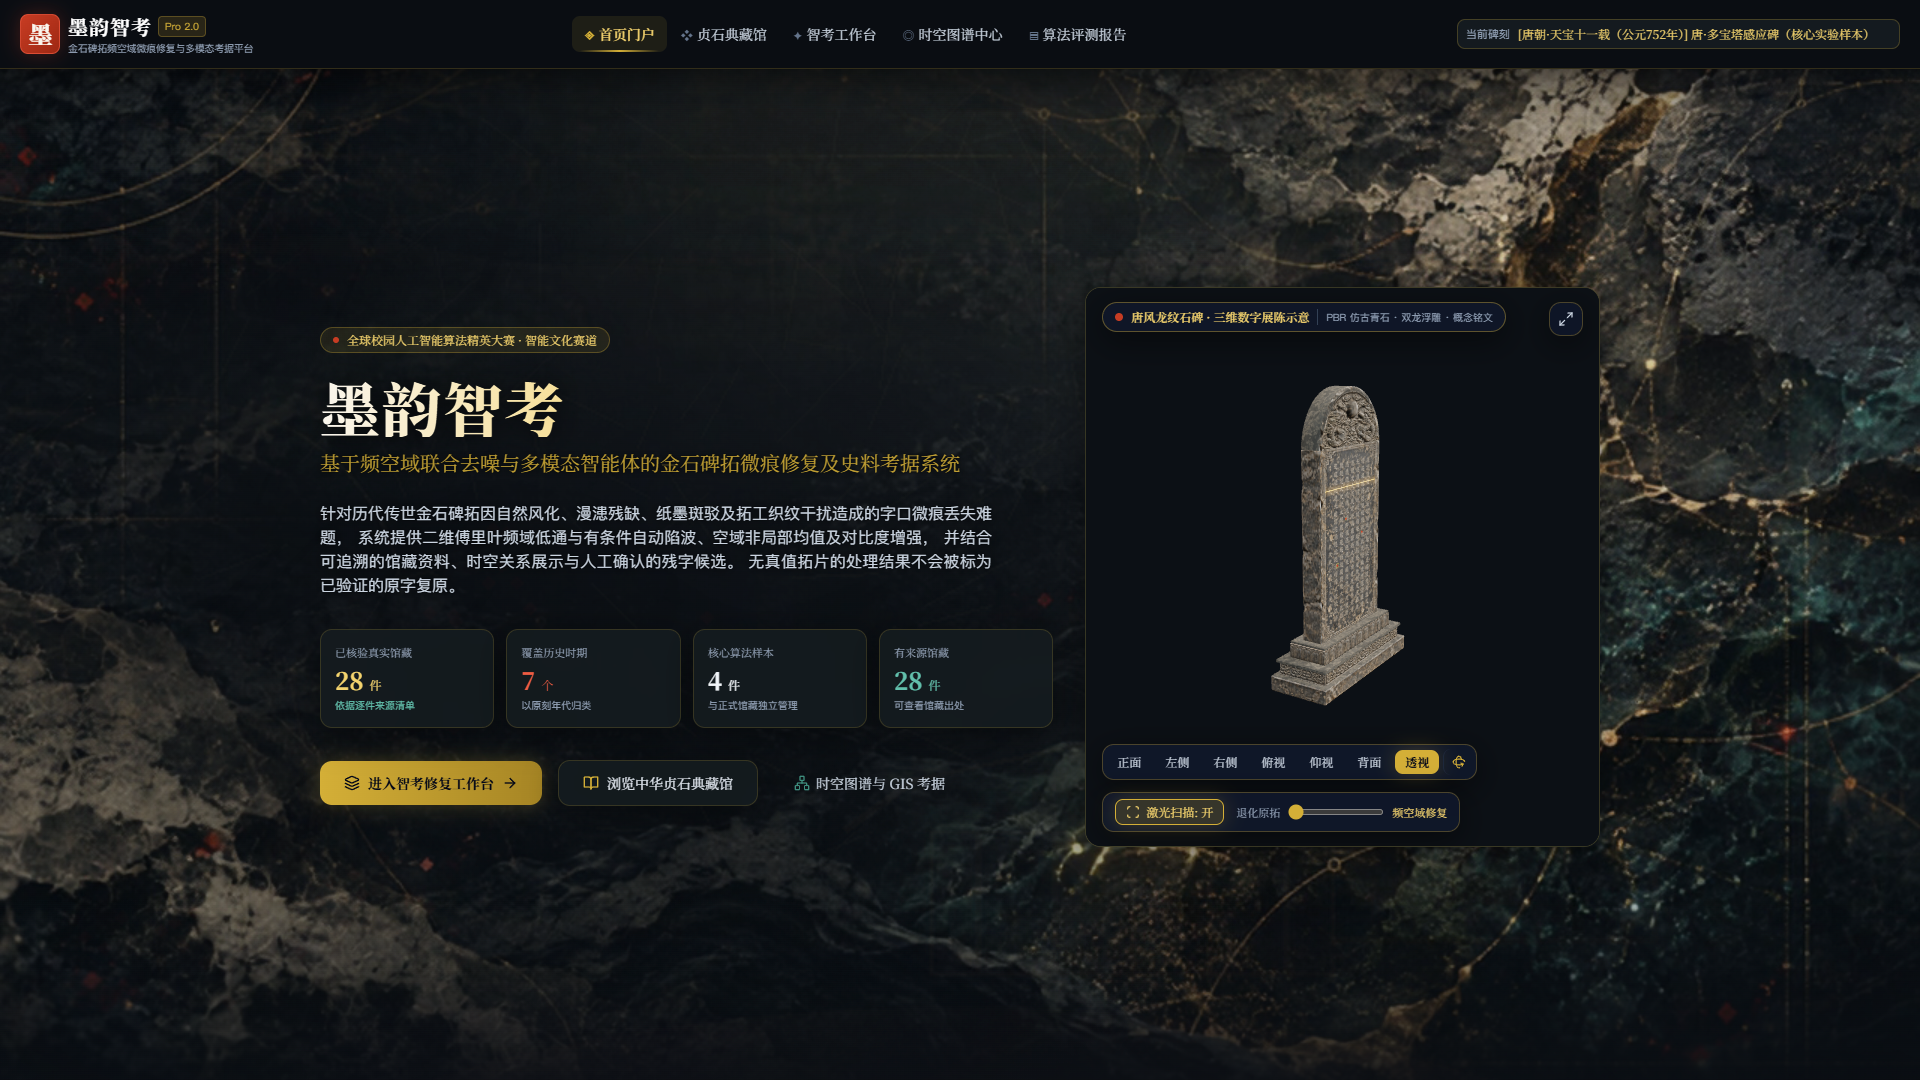 墨
墨韵智考
Pro 2.0
金石碑拓频空域微痕修复与多模态考据平台
首页门户
贞石典藏馆
智考工作台
时空图谱中心
算法评测报告
当前碑刻 [唐朝·天宝十一载（公元752年）] 唐·多宝塔感应碑（核心实验样本）
全球校园人工智能算法精英大赛 · 智能文化赛道
墨韵智考
基于频空域联合去噪与多模态智能体的金石碑拓微痕修复及史料考据系统
针对历代传世金石碑拓因自然风化、漫漶残缺、纸墨斑驳及拓工织纹干扰造成的字口微痕丢失难
题， 系统提供二维傅里叶频域低通与有条件自动陷波、空域非局部均值及对比度增强， 并结合
可追溯的馆藏资料、时空关系展示与人工确认的残字候选。 无真值拓片的处理结果不会被标为
已验证的原字复原。
已核验真实馆藏
28 件
依据逐件来源清单
覆盖历史时期
7 个
以原刻年代归类
核心算法样本
4 件
与正式馆藏独立管理
有来源馆藏
28 件
可查看馆藏出处
进入智考修复工作台
浏览中华贞石典藏馆
时空图谱与 GIS 考据
唐风龙纹石碑 · 三维数字展陈示意
PBR 仿古青石 · 双龙浮雕 · 概念铭文
正面 左侧 右侧 俯视 仰视 背面 透视
激光扫描: 开 退化原拓 频空域修复